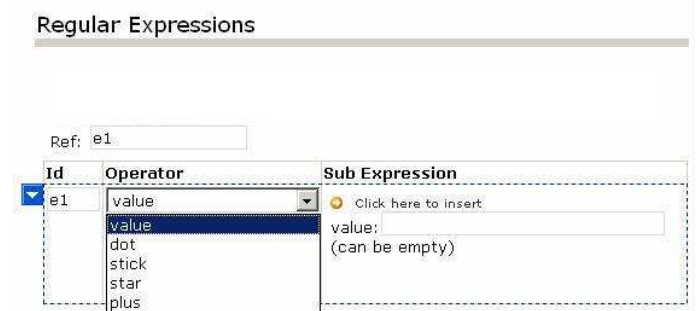 Regular Expressions
Ref: e1
Id Operator Sub Expression
e1 value Click here to insert
value value:
dot (can be empty)
stick
star
plus